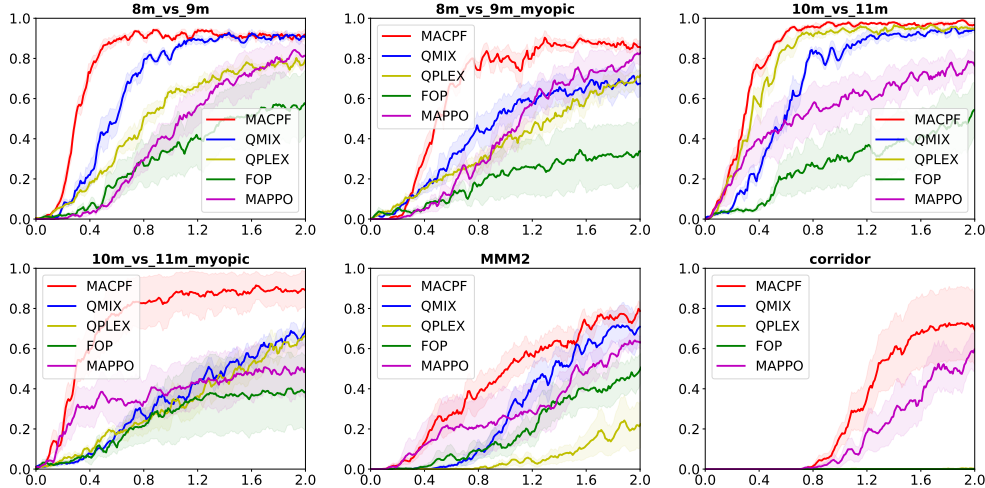 8m_vs_9m
1.0
0.8
0.6
0.4
0.2
0.0
MACPF
QMIX
QPLEX
FOP
MAPPO
0.0 0.4 0.8 1.2 1.6 2.0
8m_vs_9m_myopic
1.0
0.8
0.6
0.4
0.2
0.0
MACPF
QMIX
QPLEX
FOP
MAPPO
0.0 0.4 0.8 1.2 1.6 2.0
10m_vs_11m
1.0
0.8
0.6
0.4
0.2
0.0
MACPF
QMIX
QPLEX
FOP
MAPPO
0.0 0.4 0.8 1.2 1.6 2.0
10m_vs_11m_myopic
1.0
0.8
0.6
0.4
0.2
0.0
MACPF
QMIX
QPLEX
FOP
MAPPO
0.0 0.4 0.8 1.2 1.6 2.0
MMM2
1.0
0.8
0.6
0.4
0.2
0.0
MACPF
QMIX
QPLEX
FOP
MAPPO
0.0 0.4 0.8 1.2 1.6 2.0
corridor
1.0
0.8
0.6
0.4
0.2
0.0
MACPF
QMIX
QPLEX
FOP
MAPPO
0.0 0.4 0.8 1.2 1.6 2.0